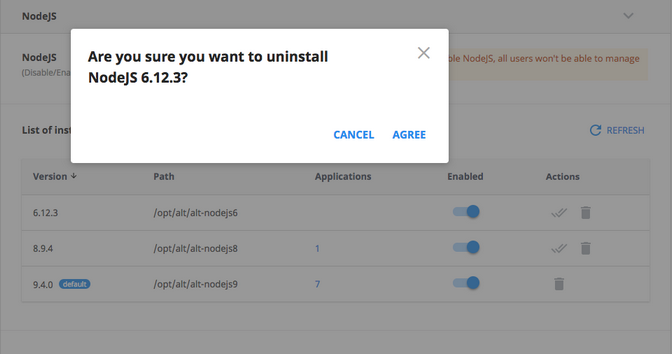 NodeJS
Are you sure you want to uninstall
NodeJS 6.12.3?
CANCEL AGREE
NodeJS
(Disable/Ena
NodeJS, all users won't be able to manage
List of inst
REFRESH
Version Path Applications Enabled Actions
6.12.3 /opt/alt/alt-nodejs6
8.9.4 /opt/alt/alt-nodejs8 1
9.4.0 default /opt/alt/alt-nodejs9 7